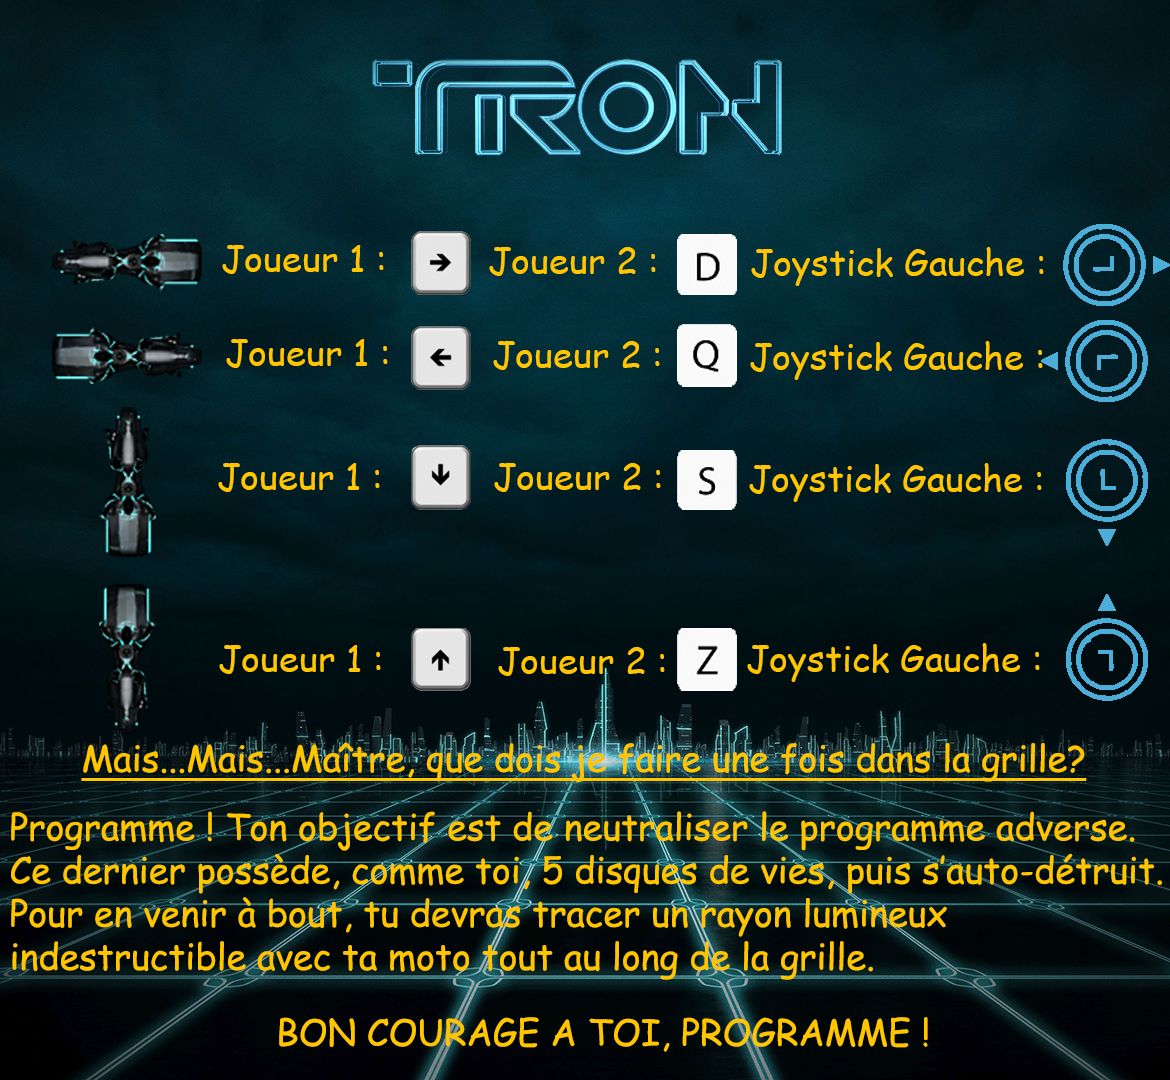 TRON
Joueur 1 : → Joueur 2 : D Joystick Gauche :
Joueur 1 : ← Joueur 2 : Q Joystick Gauche :
Joueur 1 : ↓ Joueur 2 : S Joystick Gauche :
Joueur 1 : ↑ Joueur 2 : Z Joystick Gauche :
Mais...Mais...Maître, que dois je faire une fois dans la grille?
Programme ! Ton objectif est de neutraliser le programme adverse.
Ce dernier possède, comme toi, 5 disques de vies, puis s'auto-détruit.
Pour en venir à bout, tu devras tracer un rayon lumineux
indestructible avec ta moto tout au long de la grille.
BON COURAGE A TOI, PROGRAMME !